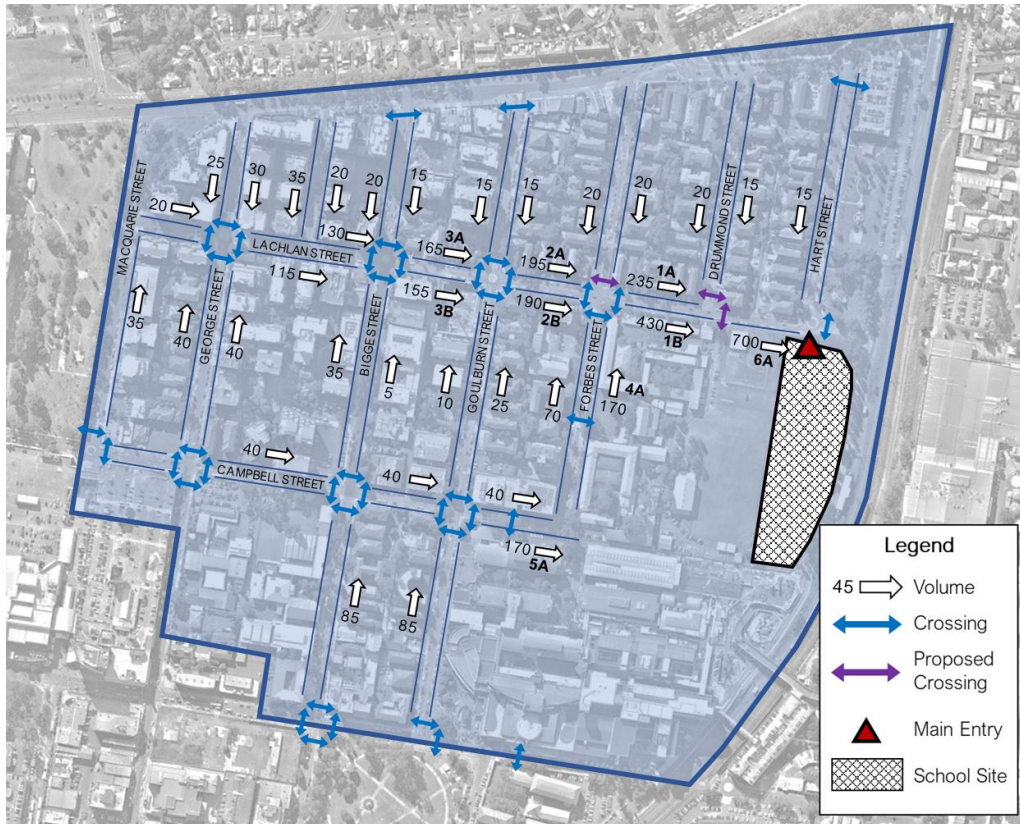 MACQUARIE STREET
20
25
30
35
20
20
15
15
15
20
20
20
15
15
DRUMMOND STREET
HART STREET
LACHLAN STREET
130
115
165
3A
155
3B
195
2A
190
2B
235
1A
430
1B
700
6A
35
40
GEORGE STREET
40
35
BIGGE STREET
5
10
GOULBURN STREET
25
70
FORBES STREET
4A
170
40
CAMPBELL STREET
40
40
170
5A
85
85
Legend
45 Volume
Crossing
Proposed
Crossing
Main Entry
School Site